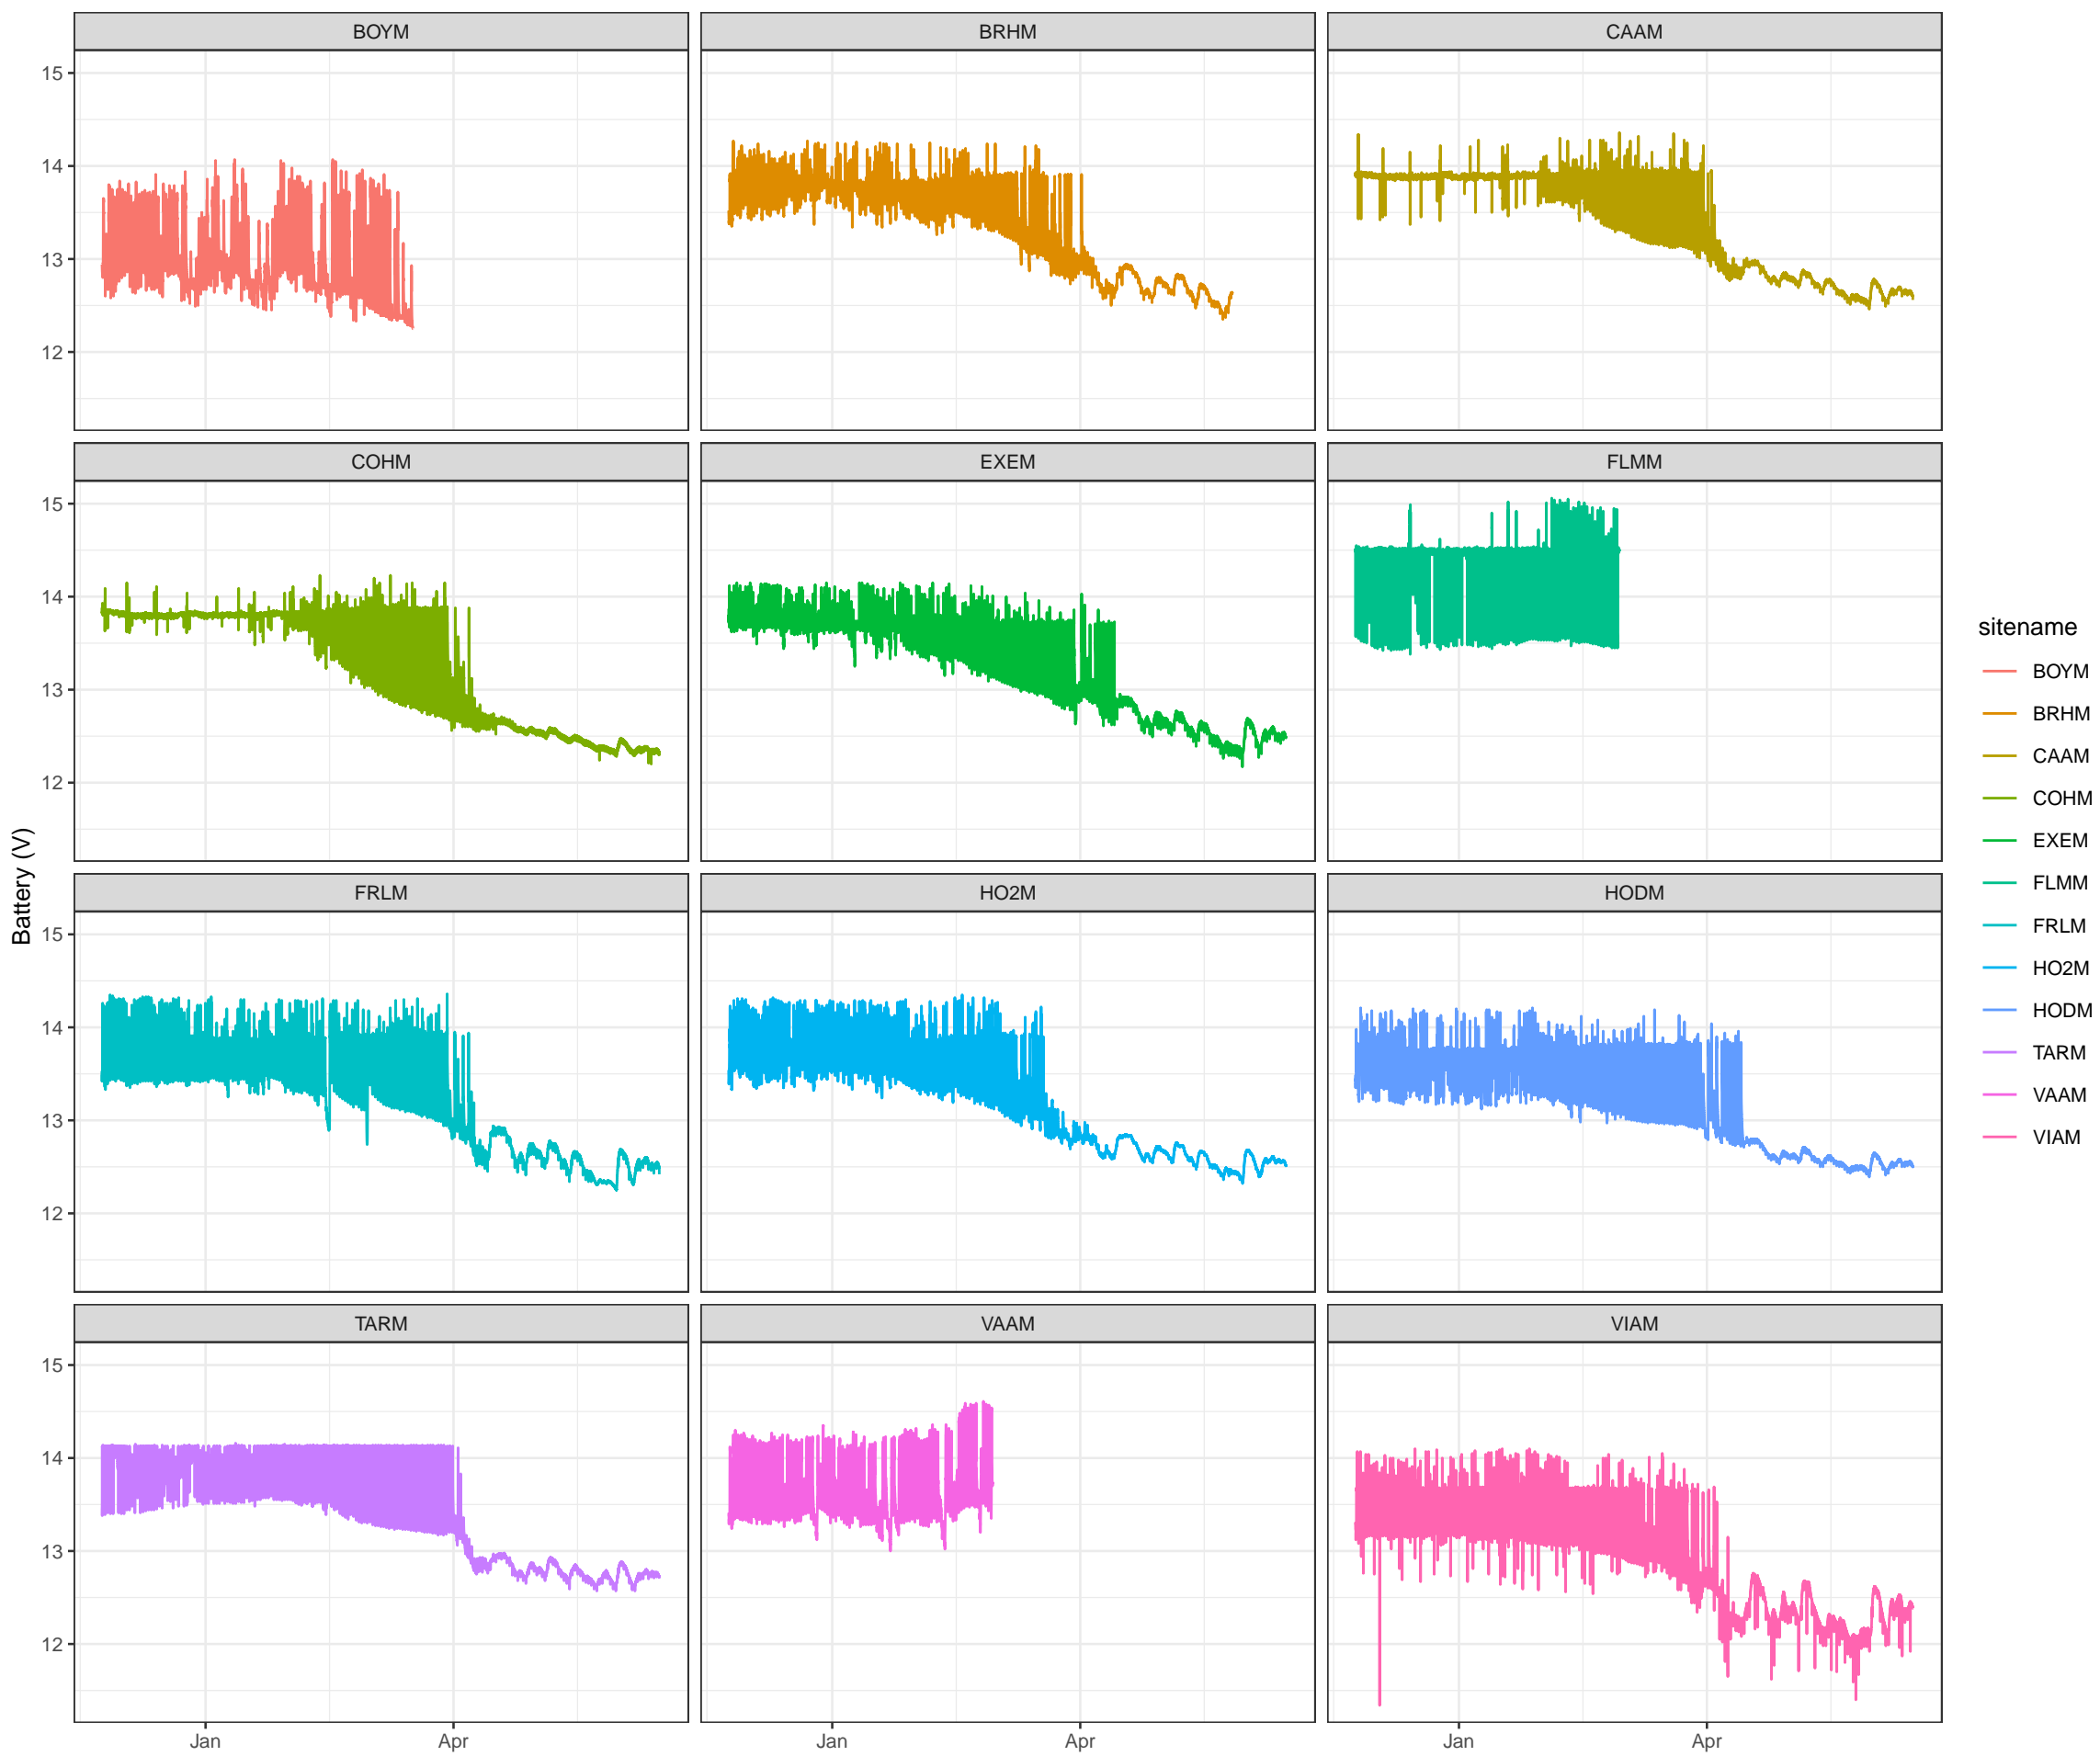 BOYM BRHM CAAM
15
14
13
12
COHM EXEM FLMM
15
14
13
12
FRLM HO2M HODM
15
14
13
12
TARM VAAM VIAM
15
14
13
12
Jan Apr Jan Apr Jan Apr
Battery (V)
sitename
BOYM
BRHM
CAAM
COHM
EXEM
FLMM
FRLM
HO2M
HODM
TARM
VAAM
VIAM